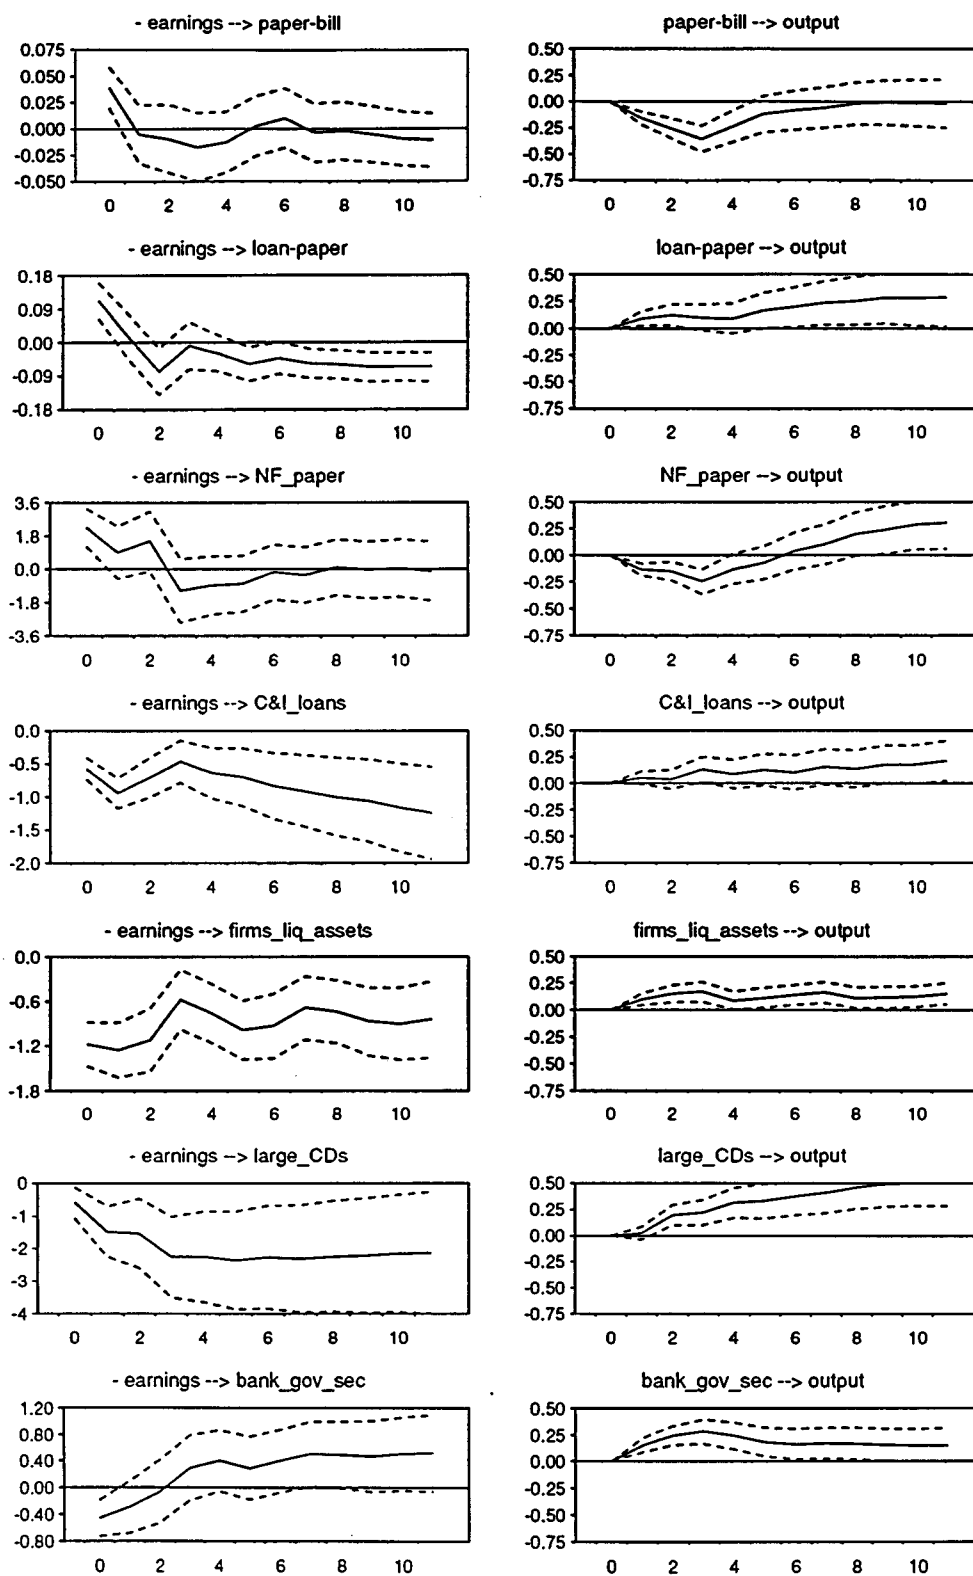 - earnings --> paper-bill
0.075
0.050
0.025
0.000
-0.025
-0.050
0 2 4 6 8 10
paper-bill --> output
0.50
0.25
0.00
-0.25
-0.50
-0.75
0 2 4 6 8 10
- earnings --> loan-paper
0.18
0.09
0.00
-0.09
-0.18
0 2 4 6 8 10
loan-paper --> output
0.50
0.25
0.00
-0.25
-0.50
-0.75
0 2 4 6 8 10
- earnings --> NF_paper
3.6
1.8
0.0
-1.8
-3.6
0 2 4 6 8 10
NF_paper --> output
0.50
0.25
0.00
-0.25
-0.50
-0.75
0 2 4 6 8 10
- earnings --> C&I_loans
0.0
-0.5
-1.0
-1.5
-2.0
0 2 4 6 8 10
C&I_loans --> output
0.50
0.25
0.00
-0.25
-0.50
-0.75
0 2 4 6 8 10
- earnings --> firms_liq_assets
0.0
-0.6
-1.2
-1.8
0 2 4 6 8 10
firms_liq_assets --> output
0.50
0.25
0.00
-0.25
-0.50
-0.75
0 2 4 6 8 10
- earnings --> large_CDs
0
-1
-2
-3
-4
0 2 4 6 8 10
large_CDs --> output
0.50
0.25
0.00
-0.25
-0.50
-0.75
0 2 4 6 8 10
- earnings --> bank_gov_sec
1.20
0.80
0.40
0.00
-0.40
-0.80
0 2 4 6 8 10
bank_gov_sec --> output
0.50
0.25
0.00
-0.25
-0.50
-0.75
0 2 4 6 8 10